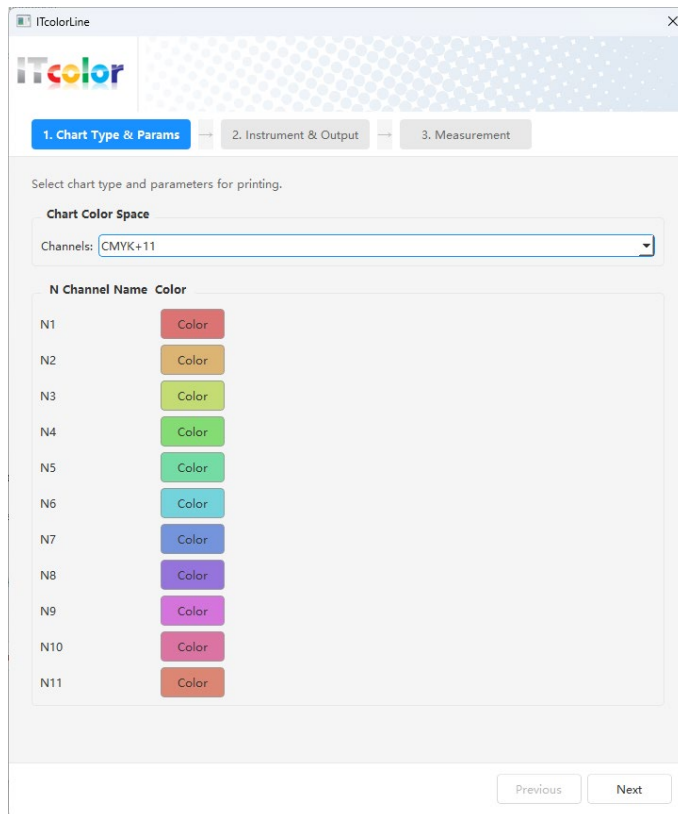 ITcolorLine
ITcolor
1. Chart Type & Params → 2. Instrument & Output → 3. Measurement
Select chart type and parameters for printing.
Chart Color Space
Channels: CMYK+11
N Channel Name Color
N1 Color
N2 Color
N3 Color
N4 Color
N5 Color
N6 Color
N7 Color
N8 Color
N9 Color
N10 Color
N11 Color
Previous Next